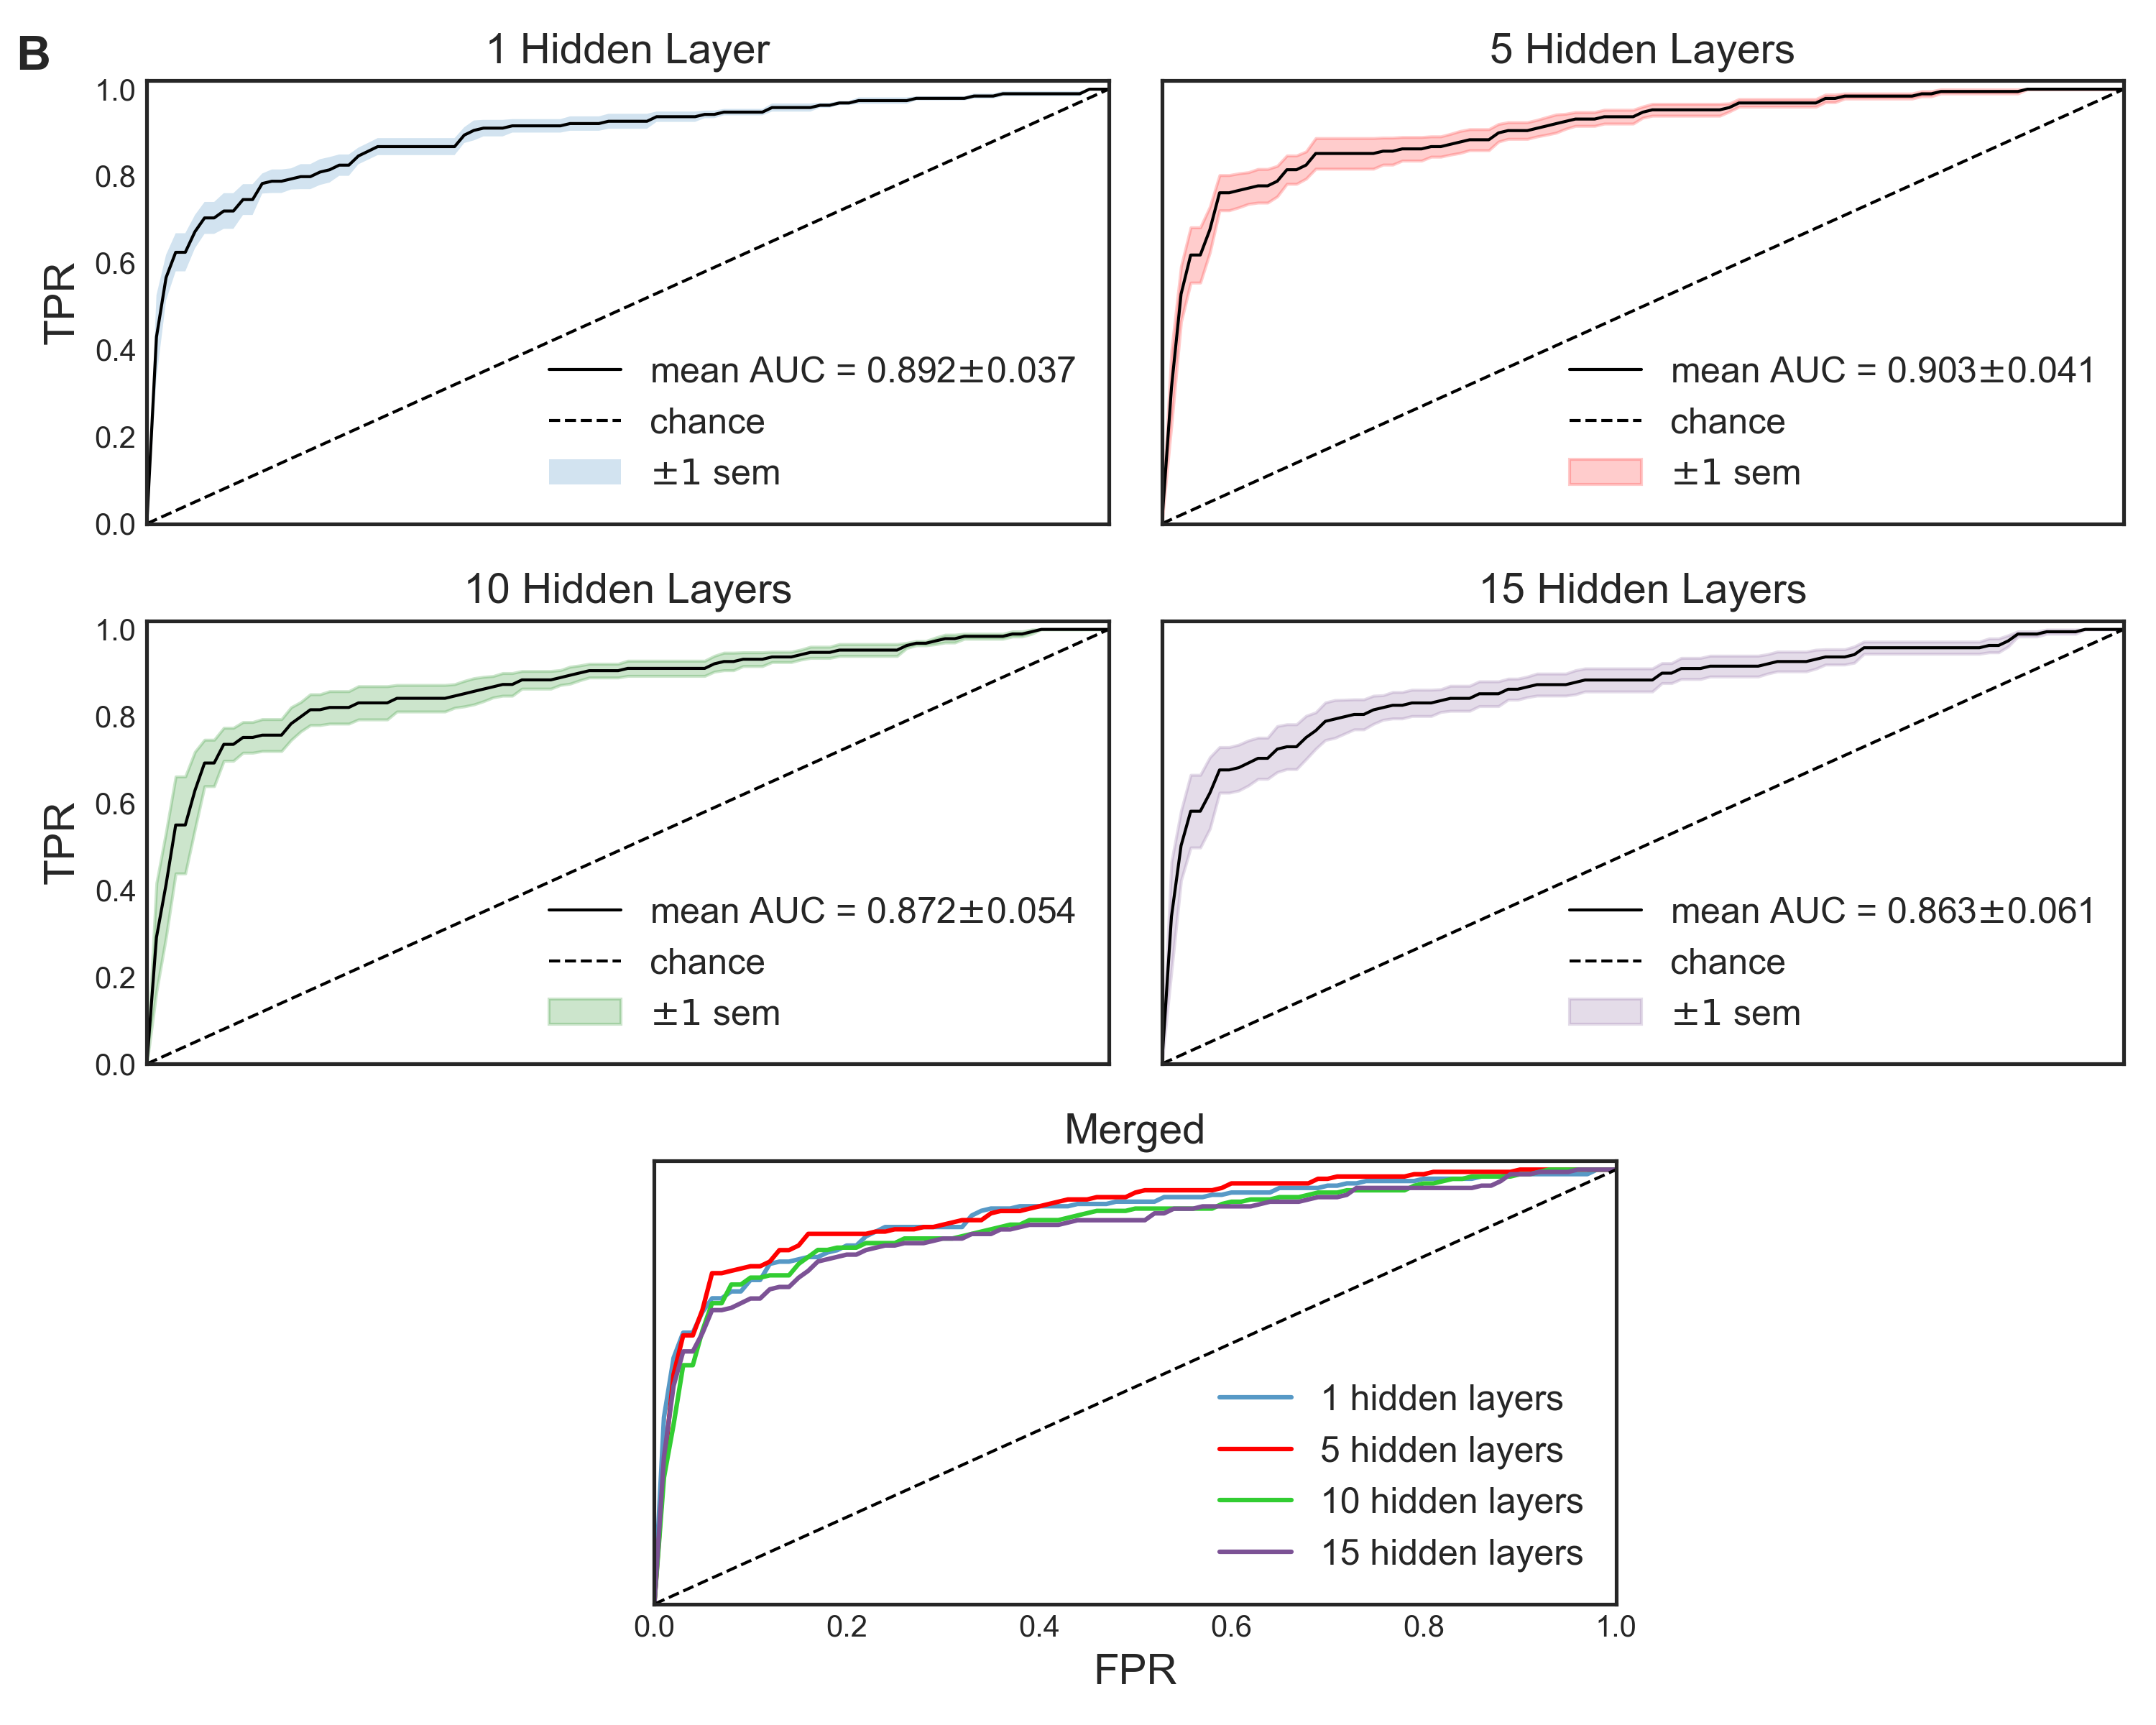 B
1 Hidden Layer
5 Hidden Layers
TPR
1.0
0.8
0.6
0.4
0.2
0.0
mean AUC = 0.892±0.037
chance
±1 sem
mean AUC = 0.903±0.041
chance
±1 sem
10 Hidden Layers
15 Hidden Layers
TPR
1.0
0.8
0.6
0.4
0.2
0.0
mean AUC = 0.872±0.054
chance
±1 sem
mean AUC = 0.863±0.061
chance
±1 sem
Merged
1 hidden layers
5 hidden layers
10 hidden layers
15 hidden layers
0.0 0.2 0.4 0.6 0.8 1.0
FPR